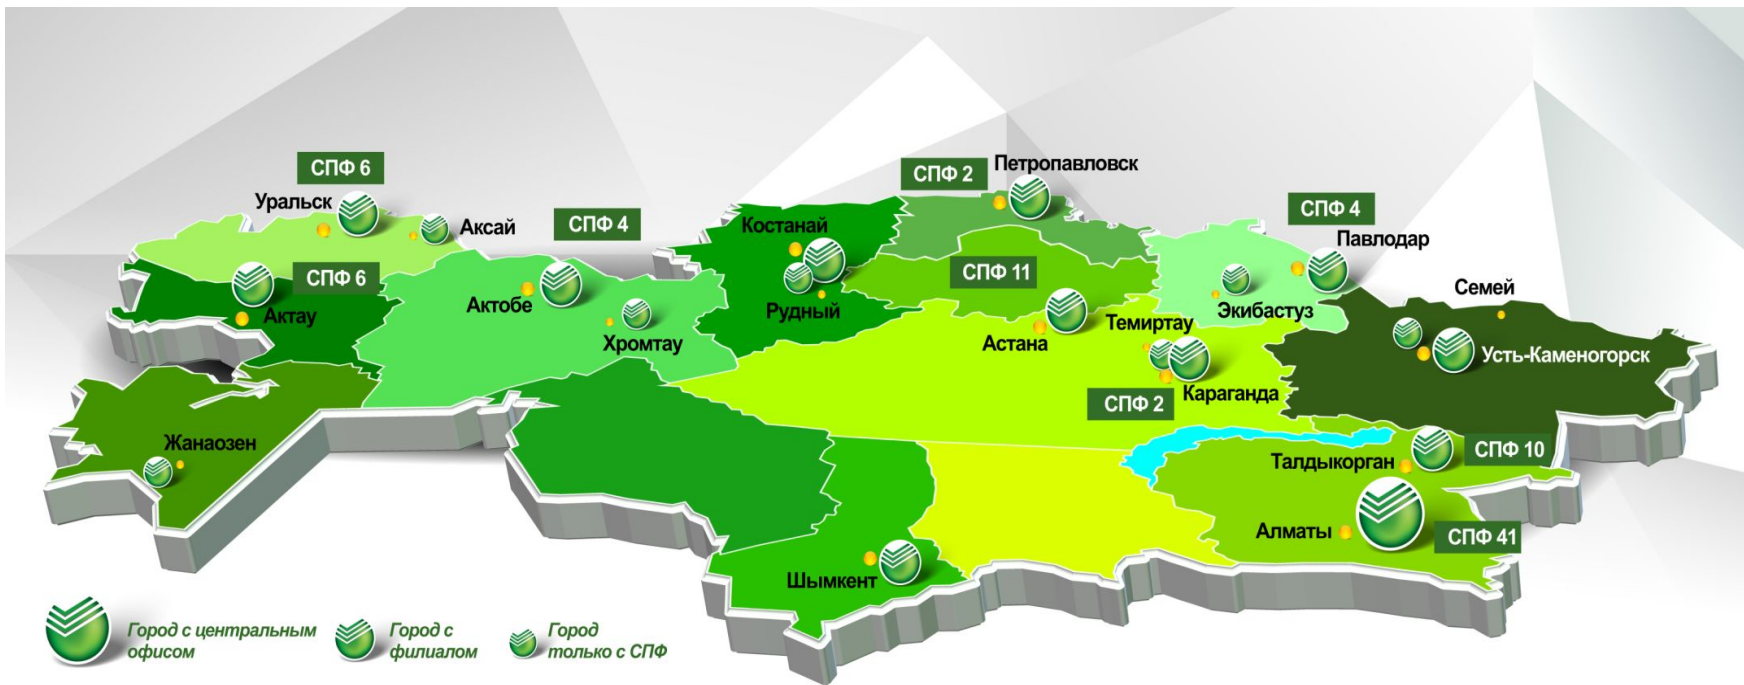 СПФ 6
Уральск
Аксай
СПФ 4
СПФ 6
Актау
Актобе
Хромтау
Жанаозен
Костанай
Рудный
СПФ 2
Петропавловск
СПФ 11
Астана
СПФ 4
Павлодар
Экибастуз
Темиртау
Караганда
СПФ 2
Семей
Усть-Каменогорск
Талдыкорган
СПФ 10
Алматы
СПФ 41
Шымкент
Город с центральным
офисом
Город с
филиалом
Город
только с СПФ